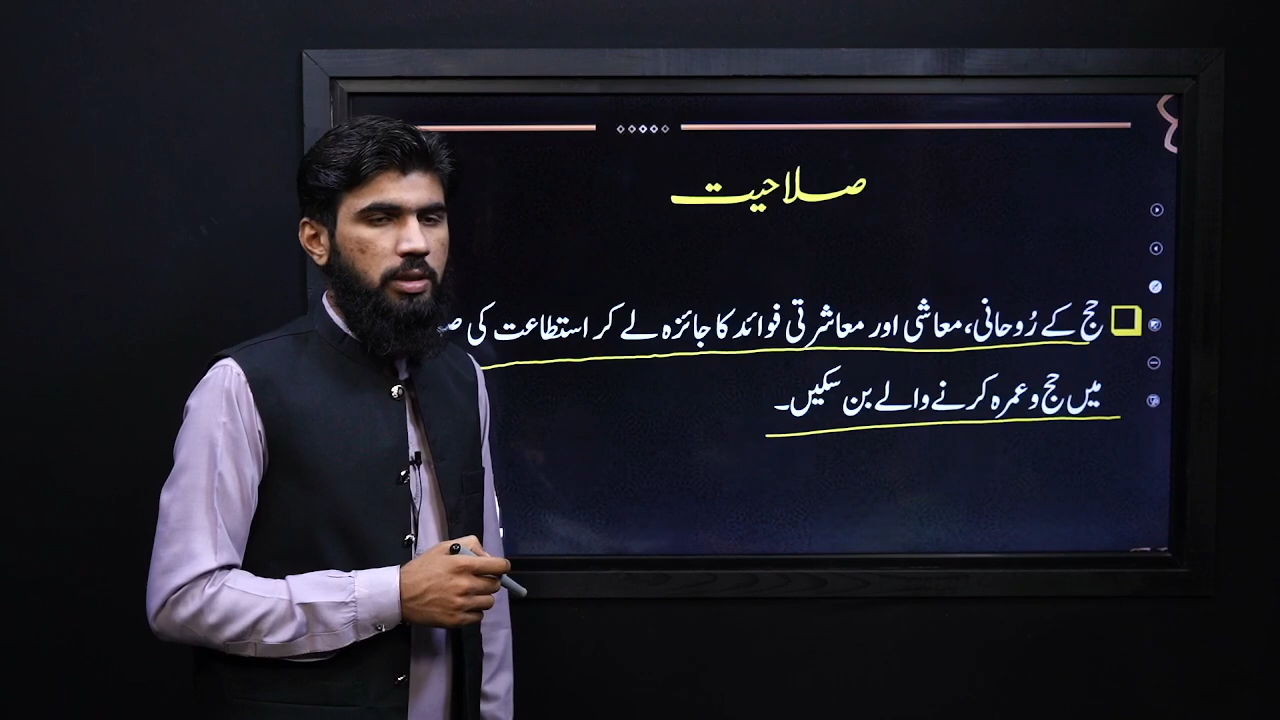 صلاحیت
حج کے رُوحانی، معاشی اور معاشرتی فوائد کا جائزہ لے کر استطاعت کی
میں حج و عمرہ کرنے والے بن سکیں۔